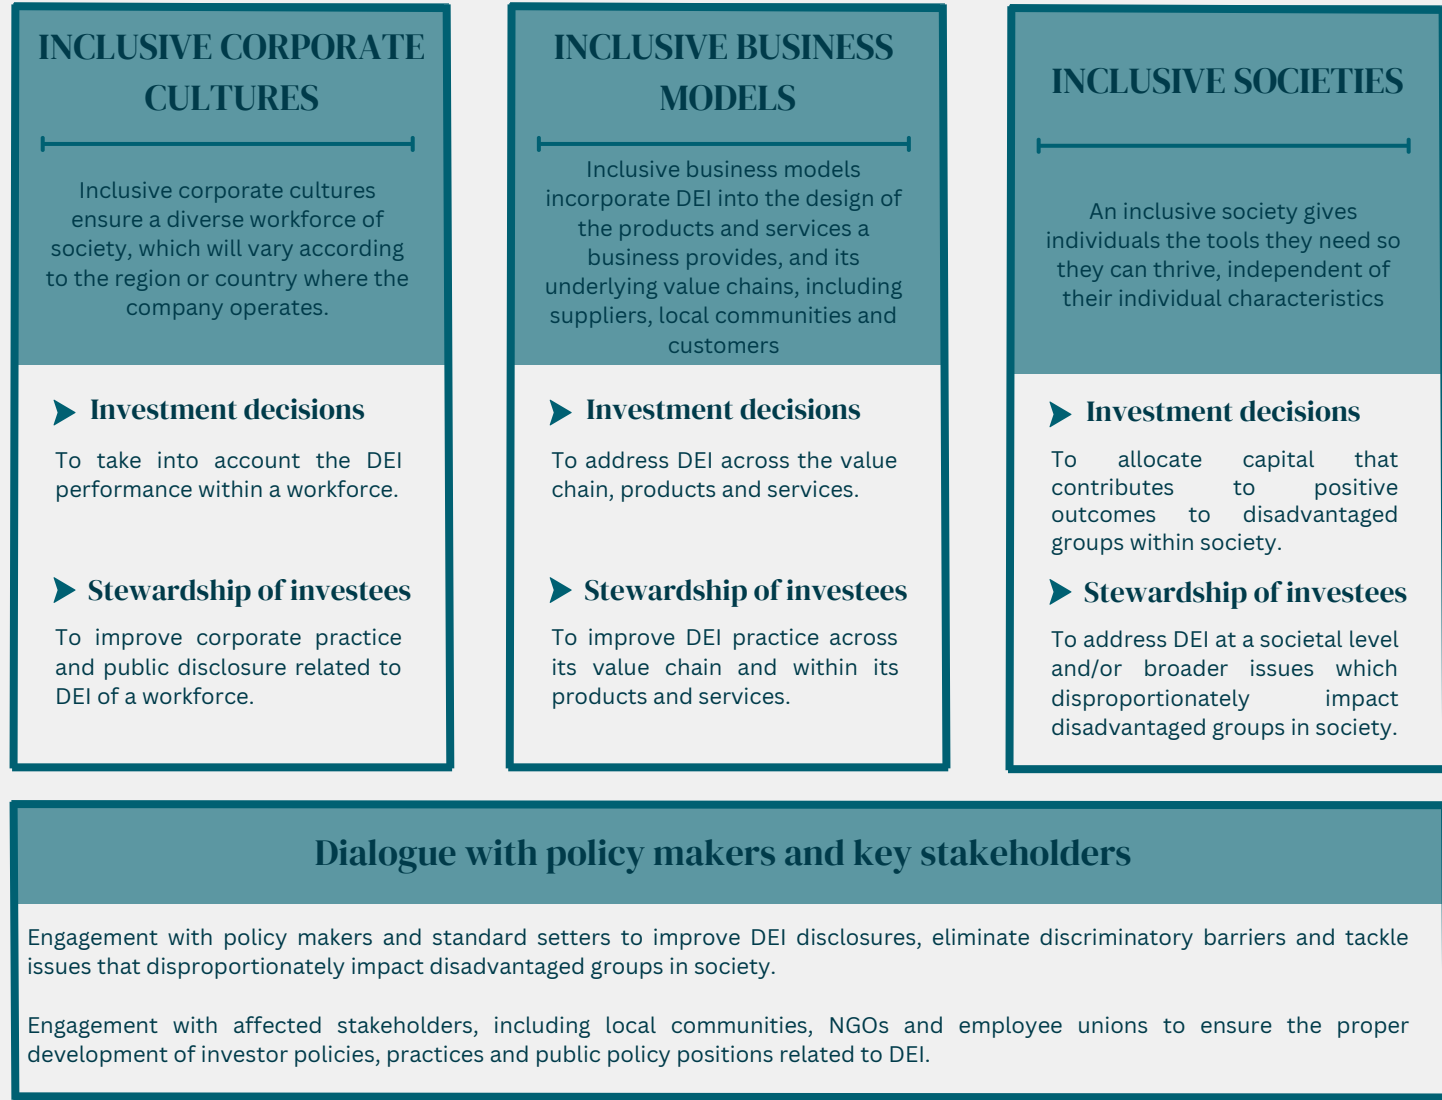 INCLUSIVE CORPORATE
CULTURES
Inclusive corporate cultures
ensure a diverse workforce of
society, which will vary according
to the region or country where the
company operates.
Investment decisions
To take into account the DEI
performance within a workforce.
Stewardship of investees
To improve corporate practice
and public disclosure related to
DEI of a workforce.
INCLUSIVE BUSINESS
MODELS
Inclusive business models
incorporate DEI into the design of
the products and services a
business provides, and its
underlying value chains, including
suppliers, local communities and
customers
Investment decisions
To address DEI across the value
chain, products and services.
Stewardship of investees
To improve DEI practice across
its value chain and within its
products and services.
INCLUSIVE SOCIETIES
An inclusive society gives
individuals the tools they need so
they can thrive, independent of
their individual characteristics
Investment decisions
To allocate capital that
contributes to positive
outcomes to disadvantaged
groups within society.
Stewardship of investees
To address DEI at a societal level
and/or broader issues which
disproportionately impact
disadvantaged groups in society.
Dialogue with policy makers and key stakeholders
Engagement with policy makers and standard setters to improve DEI disclosures, eliminate discriminatory barriers and tackle
issues that disproportionately impact disadvantaged groups in society.
Engagement with affected stakeholders, including local communities, NGOs and employee unions to ensure the proper
development of investor policies, practices and public policy positions related to DEI.